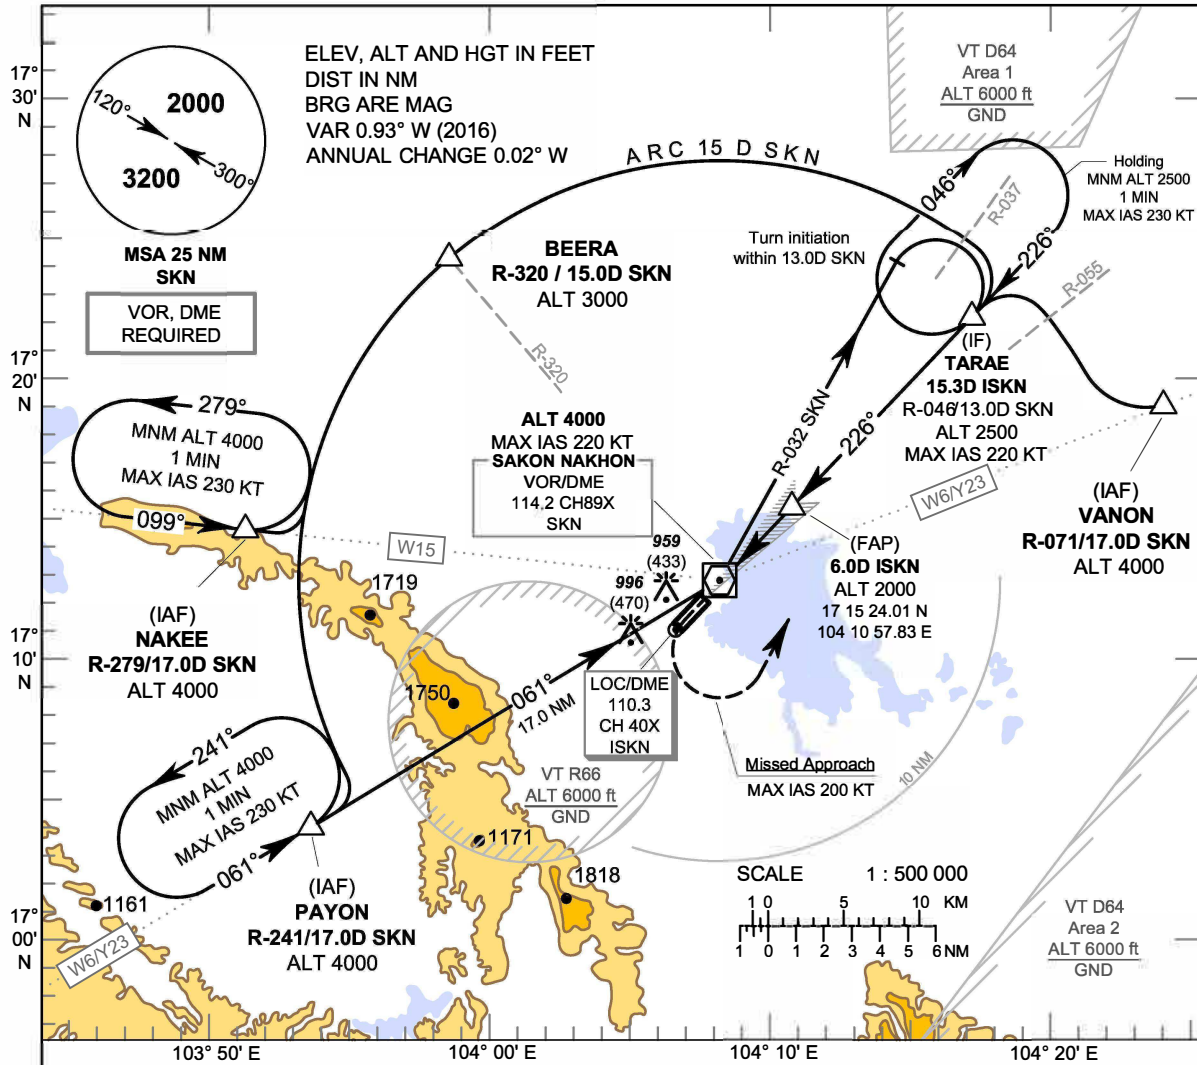 ELEV, ALT AND HGT IN FEET
DIST IN NM
BRG ARE MAG
VAR 0.93° W (2016)
ANNUAL CHANGE 0.02° W
17°
30'
N
120°
2000
3200
300°
MSA 25 NM
SKN
VOR, DME
REQUIRED
VT D64
Area 1
ALT 6000 ft
GND
ARC 15 D SKN
046°
R-037
Holding
MNM ALT 2500
1 MIN
MAX IAS 230 KT
226°
R-055
Turn initiation
within 13.0D SKN
BEERA
R-320 / 15.0D SKN
ALT 3000
R-320
17°
20'
N
(IF)
TARAE
15.3D ISKN
R-046/13.0D SKN
ALT 2500
MAX IAS 220 KT
R-032 SKN
226°
279°
MNM ALT 4000
1 MIN
MAX IAS 230 KT
099°
ALT 4000
MAX IAS 220 KT
SAKON NAKHON
VOR/DME
114.2 CH89X
SKN
W6/Y23
(IAF)
VANON
R-071/17.0D SKN
ALT 4000
W15
(FAP)
6.0D ISKN
ALT 2000
17 15 24.01 N
104 10 57.83 E
959
(433)
996
(470)
1719
(IAF)
NAKEE
R-279/17.0D SKN
ALT 4000
17°
10'
N
1750
061°
17.0 NM
LOC/DME
110.3
CH 40X
ISKN
241°
MNM ALT 4000
1 MIN
MAX IAS 230 KT
061°
VT R66
ALT 6000 ft
GND
Missed Approach
MAX IAS 200 KT
10 NM
1171
1818
1161
(IAF)
PAYON
R-241/17.0D SKN
ALT 4000
W6/Y23
17°
00'
N
SCALE 1 : 500 000
1 0 5 10 KM
1 0 1 2 3 4 5 6 NM
VT D64
Area 2
ALT 6000 ft
GND
103° 50' E
104° 00' E
104° 10' E
104° 20' E